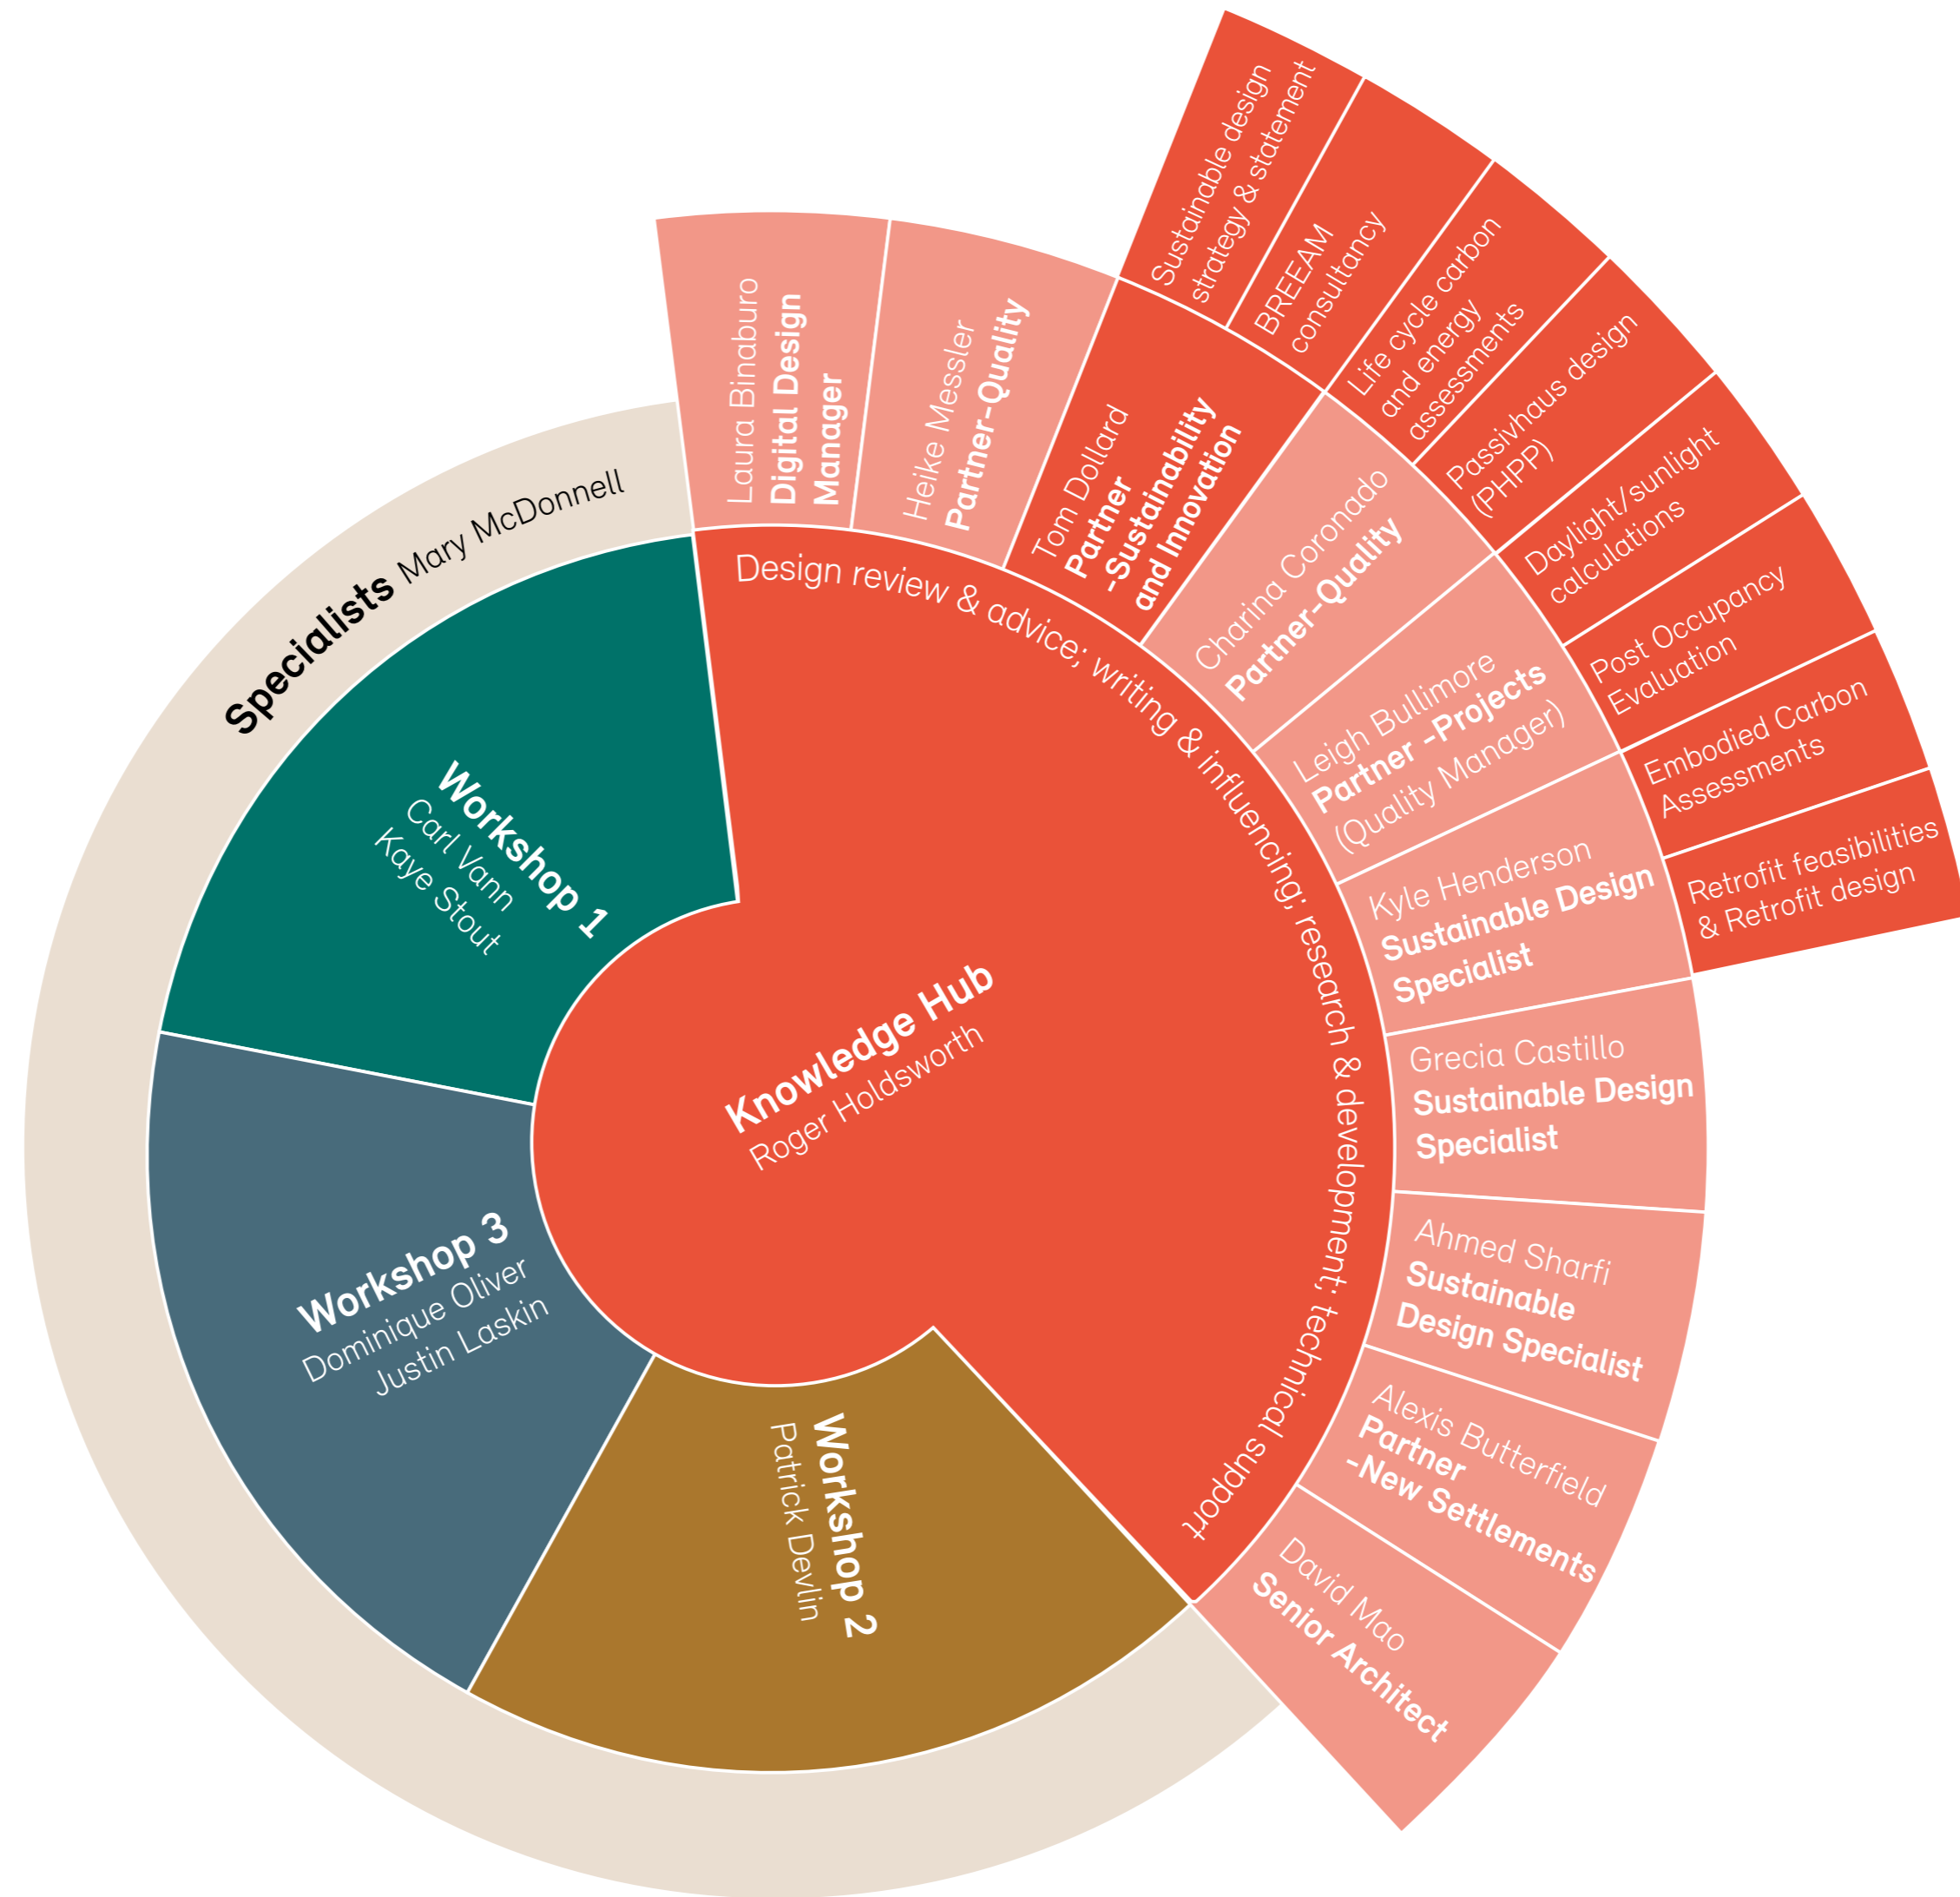 Specialists Mary McDonnell
Workshop 1
Carl Vann
Kaye Stout
Workshop 3
Dominique Oliver
Justin Laskin
Workshop 2
Patrick Devlin
Knowledge Hub
Roger Holdsworth
Design review & advice; writing & influencing; research & development; technical support
Laura Binaburo
Digital Design
Manager
Heike Messler
Partner-Quality
Tom Dollard
Partner
-Sustainability
and Innovation
Charina Coronado
Partner-Quality
Leigh Bullimore
Partner -Projects
(Quality Manager)
Kyle Henderson
Sustainable Design
Specialist
Grecia Castillo
Sustainable Design
Specialist
Ahmed Sharfi
Sustainable
Design Specialist
Alexis Butterfield
Partner
-New Settlements
David Mao
Senior Architect
Sustainable design
strategy & statement
BREEAM
consultancy
Life cycle carbon
and energy
assessments
Passivhaus design
(PHPP)
Daylight/sunlight
calculations
Post Occupancy
Evaluation
Embodied Carbon
Assessments
Retrofit feasibilities
& Retrofit design